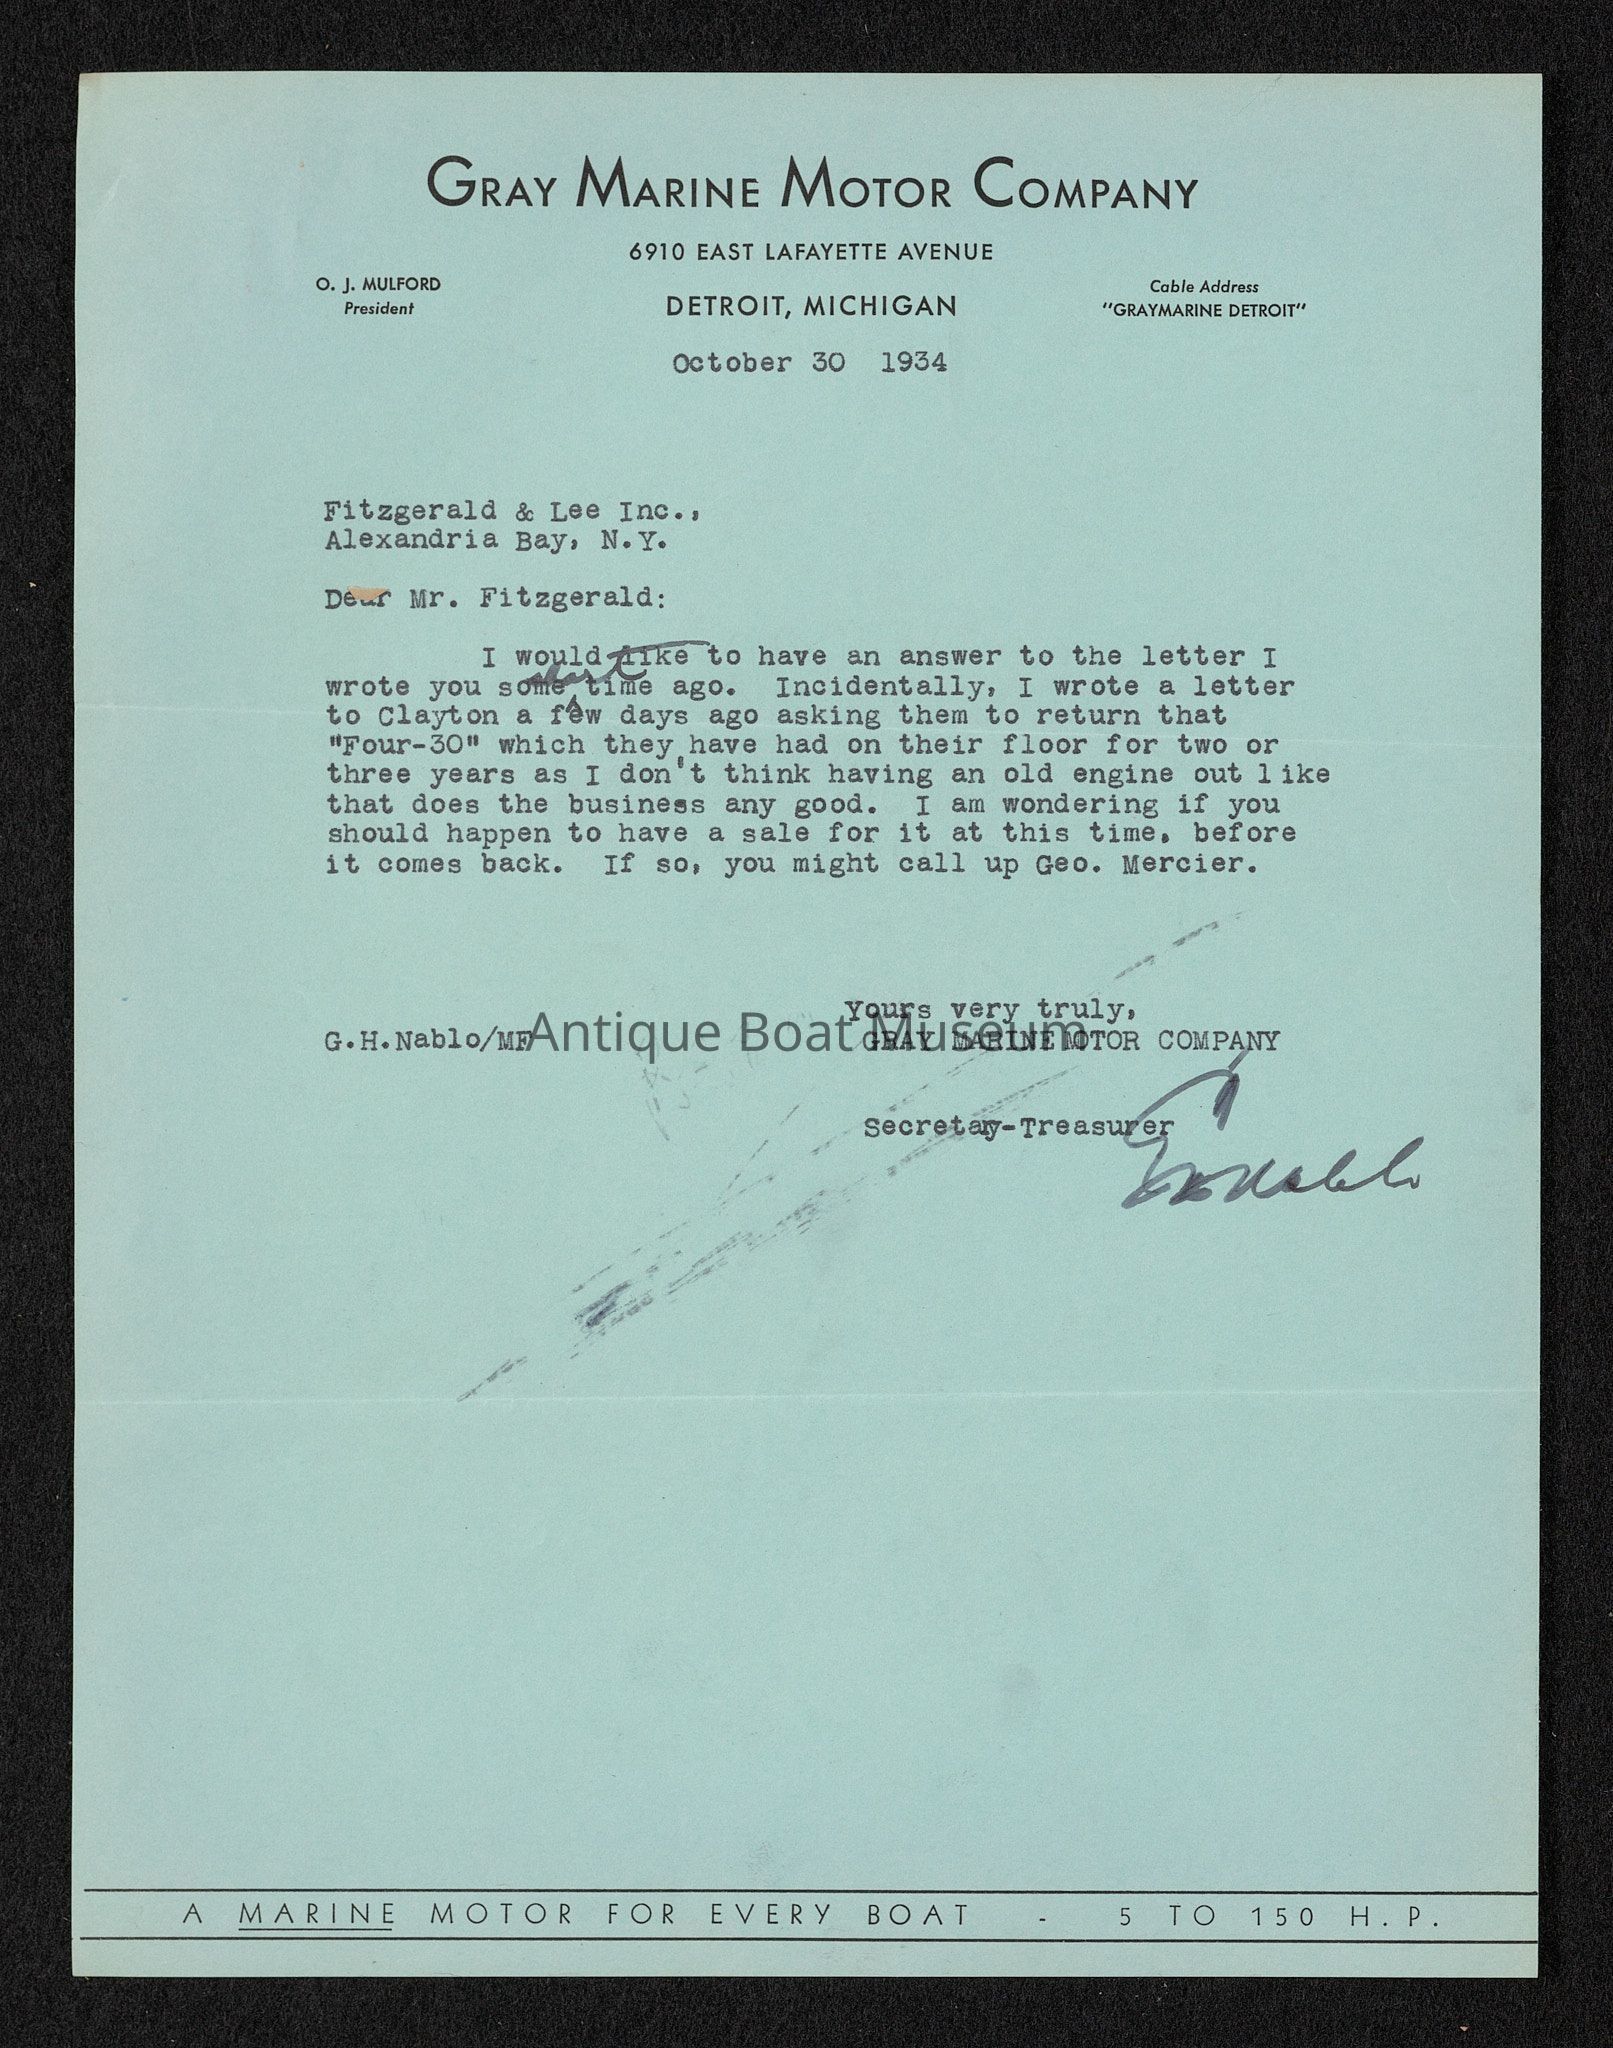 GRAY MARINE MOTOR COMPANY
6910 EAST LAFAYETTE AVENUE
O. J. MULFORD
President
DETROIT, MICHIGAN
Cable Address
"GRAYMARINE DETROIT"
October 30 1934
Fitzgerald & Lee Inc.,
Alexandria Bay, N.Y.
Dear Mr. Fitzgerald:
I would like to have an answer to the letter I
short
wrote you some time ago. Incidentally, I wrote a letter
to Clayton a few days ago asking them to return that
"Four-30" which they have had on their floor for two or
three years as I don't think having an old engine out like
that does the business any good. I am wondering if you
should happen to have a sale for it at this time, before
it comes back. If so, you might call up Geo. Mercier.
Yours very truly,
G.H.Nablo/MF
GRAY MARINE MOTOR COMPANY
Antique Boat Museum
Secretay-Treasurer
GHNablo
A MARINE MOTOR FOR EVERY BOAT - 5 TO 150 H.P.